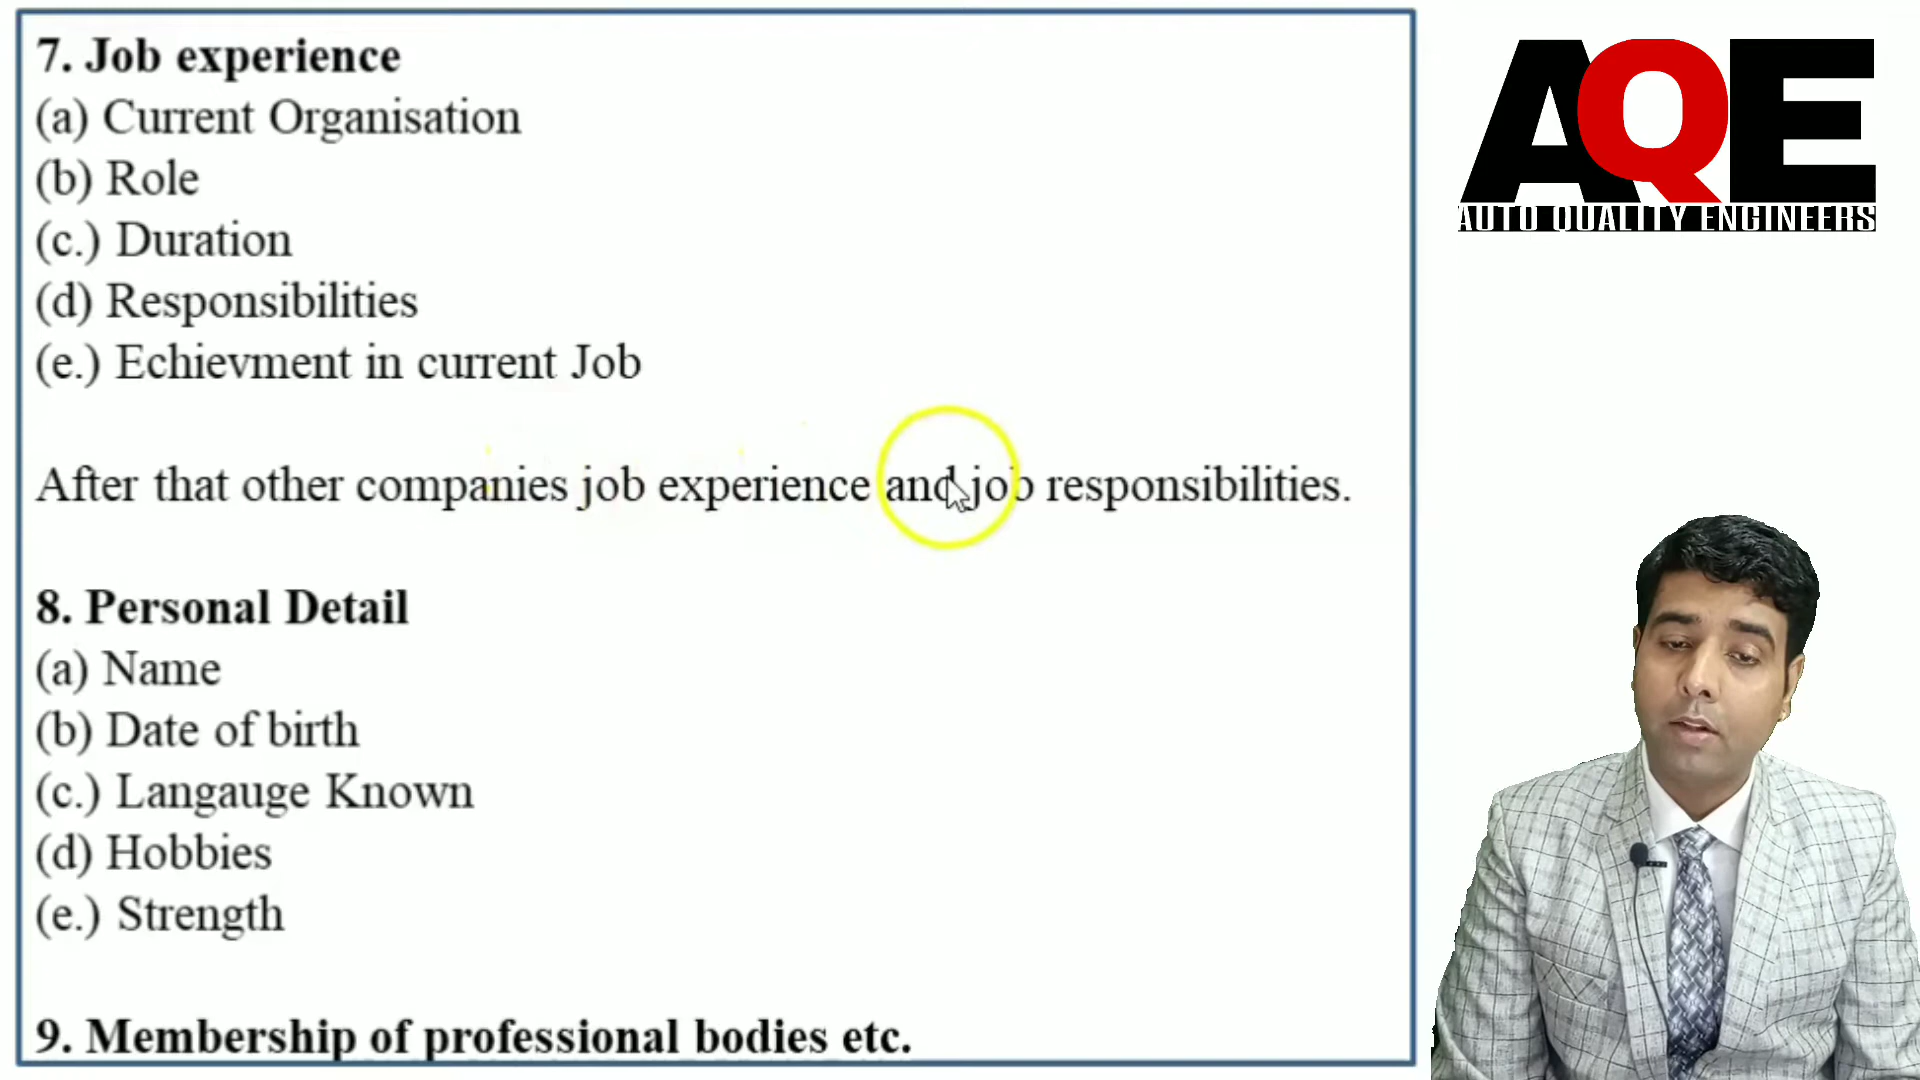 7. Job experience
(a) Current Organisation
(b) Role
(c.) Duration
(d) Responsibilities
(e.) Echievment in current Job
After that other companies job experience and job responsibilities.
8. Personal Detail
(a) Name
(b) Date of birth
(c.) Langauge Known
(d) Hobbies
(e.) Strength
9. Membership of professional bodies etc.
AQE
AUTO QUALITY ENGINEERS